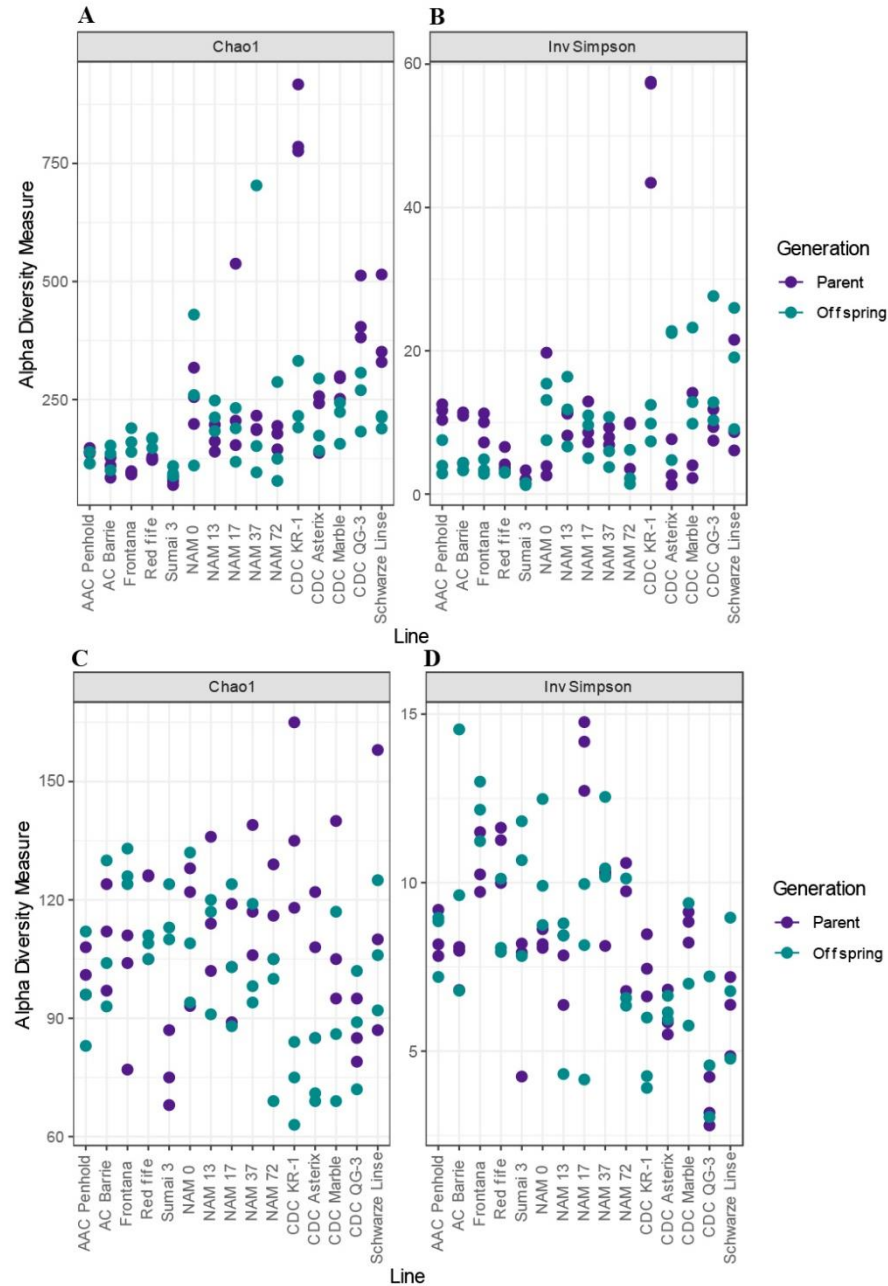 A
B
Chao1
Inv Simpson
Alpha Diversity Measure
750
500
250
60
40
20
0
AAC Penhold
AC Barrie
Frontana
Red fife
Sumai 3
NAM 0
NAM 13
NAM 17
NAM 37
NAM 72
CDC KR-1
CDC Asterix
CDC Marble
CDC QG-3
Schwarze Linse
AAC Penhold
AC Barrie
Frontana
Red fife
Sumai 3
NAM 0
NAM 13
NAM 17
NAM 37
NAM 72
CDC KR-1
CDC Asterix
CDC Marble
CDC QG-3
Schwarze Linse
Line
Generation
Parent
Offspring
C
D
Chao1
Inv Simpson
Alpha Diversity Measure
150
120
90
60
15
10
5
AAC Penhold
AC Barrie
Frontana
Red fife
Sumai 3
NAM 0
NAM 13
NAM 17
NAM 37
NAM 72
CDC KR-1
CDC Asterix
CDC Marble
CDC QG-3
Schwarze Linse
AAC Penhold
AC Barrie
Frontana
Red fife
Sumai 3
NAM 0
NAM 13
NAM 17
NAM 37
NAM 72
CDC KR-1
CDC Asterix
CDC Marble
CDC QG-3
Schwarze Linse
Line
Generation
Parent
Offspring